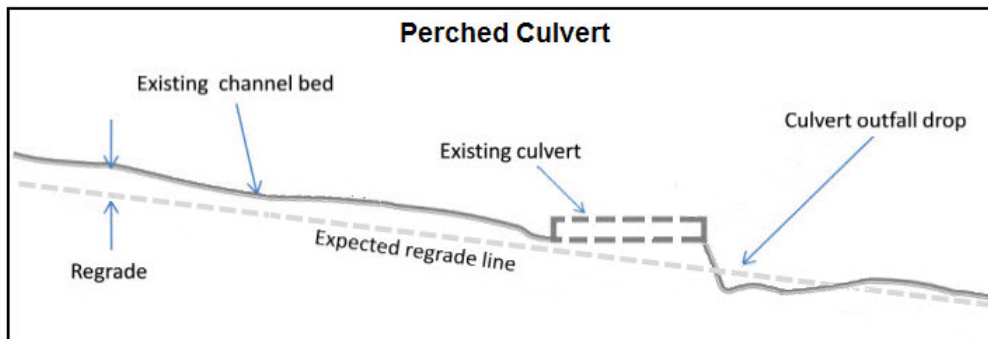 Perched Culvert
Existing channel bed
Culvert outfall drop
Existing culvert
Expected regrade line
Regrade